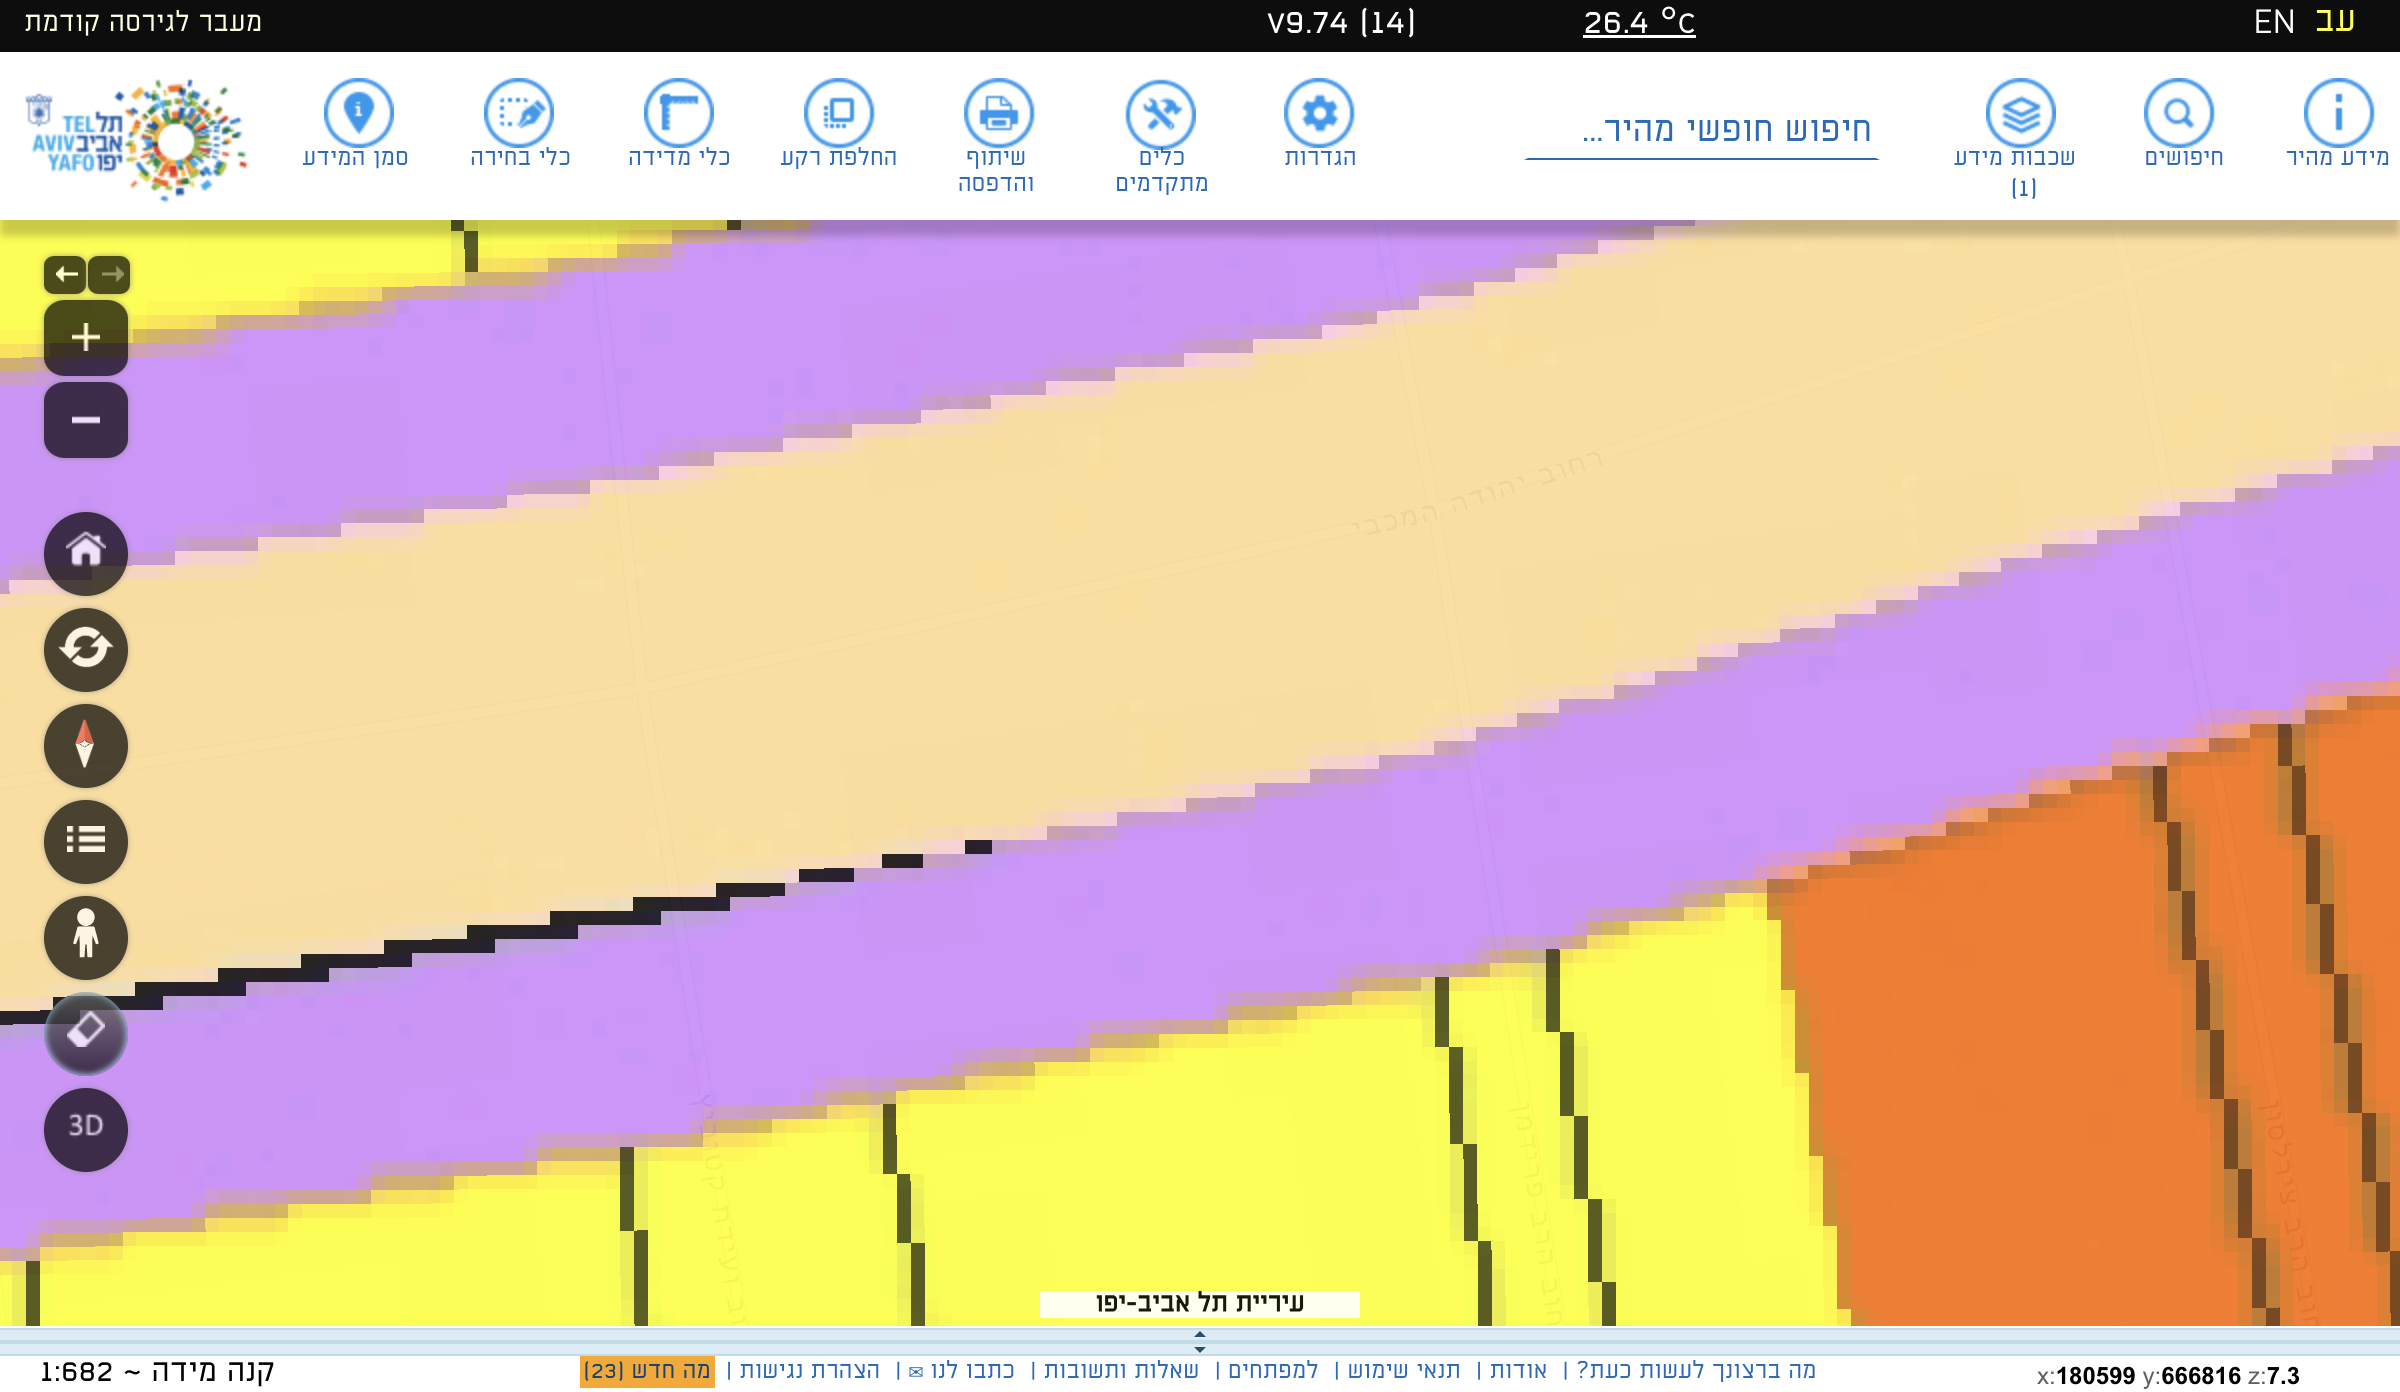 עב EN
26.4 °C
V9.74 (14)
מעבר לגירסה קודמת
מידע מהיר
חיפושים
שכבות מידע
(1)
חיפוש חופשי מהיר...
הגדרות
כלים
מתקדמים
שיתוף
והדפסה
החלפת רקע
כלי מדידה
כלי בחירה
סמן המידע
תל TEL
אביב AVIV
יפו YAFO
רחוב יהודה המכבי
3D
עיריית תל אביב-יפו
x:180599 y:666816 z:7.3
מה ברצונך לעשות כעת? | אודות | תנאי שימוש | למפתחים | שאלות ותשובות | כתבו לנו ✉ | הצהרת נגישות | מה חדש (23)
קנה מידה ~ 1:682